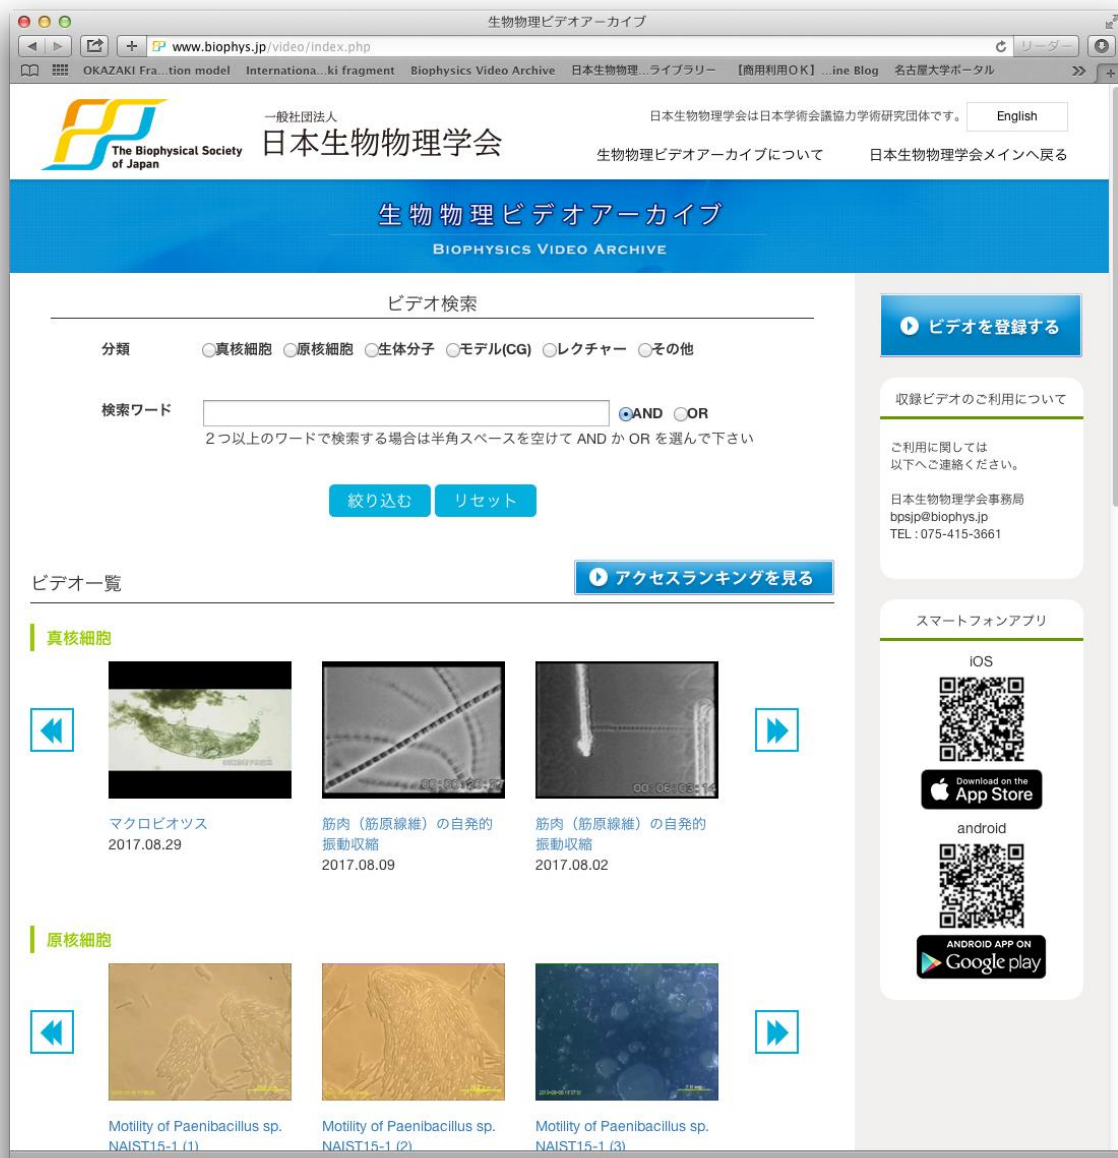 生物物理ビデオアーカイブ
www.biophys.jp/video/index.php
リーダー
OKAZAKI Fra...tion model Internationa...ki fragment Biophysics Video Archive 日本生物物理...ライブラリー 【商用利用OK】...ine Blog 名古屋大学ポータル
The Biophysical Society
of Japan
一般社団法人
日本生物物理学会
日本生物物理学会は日本学術会議協力学術研究団体です。
English
生物物理ビデオアーカイブについて 日本生物物理学会メインへ戻る
生物物理ビデオアーカイブ
BIOPHYSICS VIDEO ARCHIVE
ビデオ検索
分類 真核細胞 原核細胞 生体分子 モデル(CG) レクチャー その他
検索ワード AND OR
2つ以上のワードで検索する場合は半角スペースを空けて AND か OR を選んで下さい
絞り込む リセット
ビデオ一覧
アクセスランキングを見る
真核細胞
マクロビオツス
2017.08.29
筋肉（筋原線維）の自発的
振動収縮
2017.08.09
筋肉（筋原線維）の自発的
振動収縮
2017.08.02
原核細胞
Motility of Paenibacillus sp.
NAIST15-1 (1)
Motility of Paenibacillus sp.
NAIST15-1 (2)
Motility of Paenibacillus sp.
NAIST15-1 (3)
ビデオを登録する
収録ビデオのご利用について
ご利用に関しては
以下へご連絡ください。
日本生物物理学会事務局
bpsjp@biophys.jp
TEL : 075-415-3661
スマートフォンアプリ
iOS
Download on the
App Store
android
ANDROID APP ON
Google play